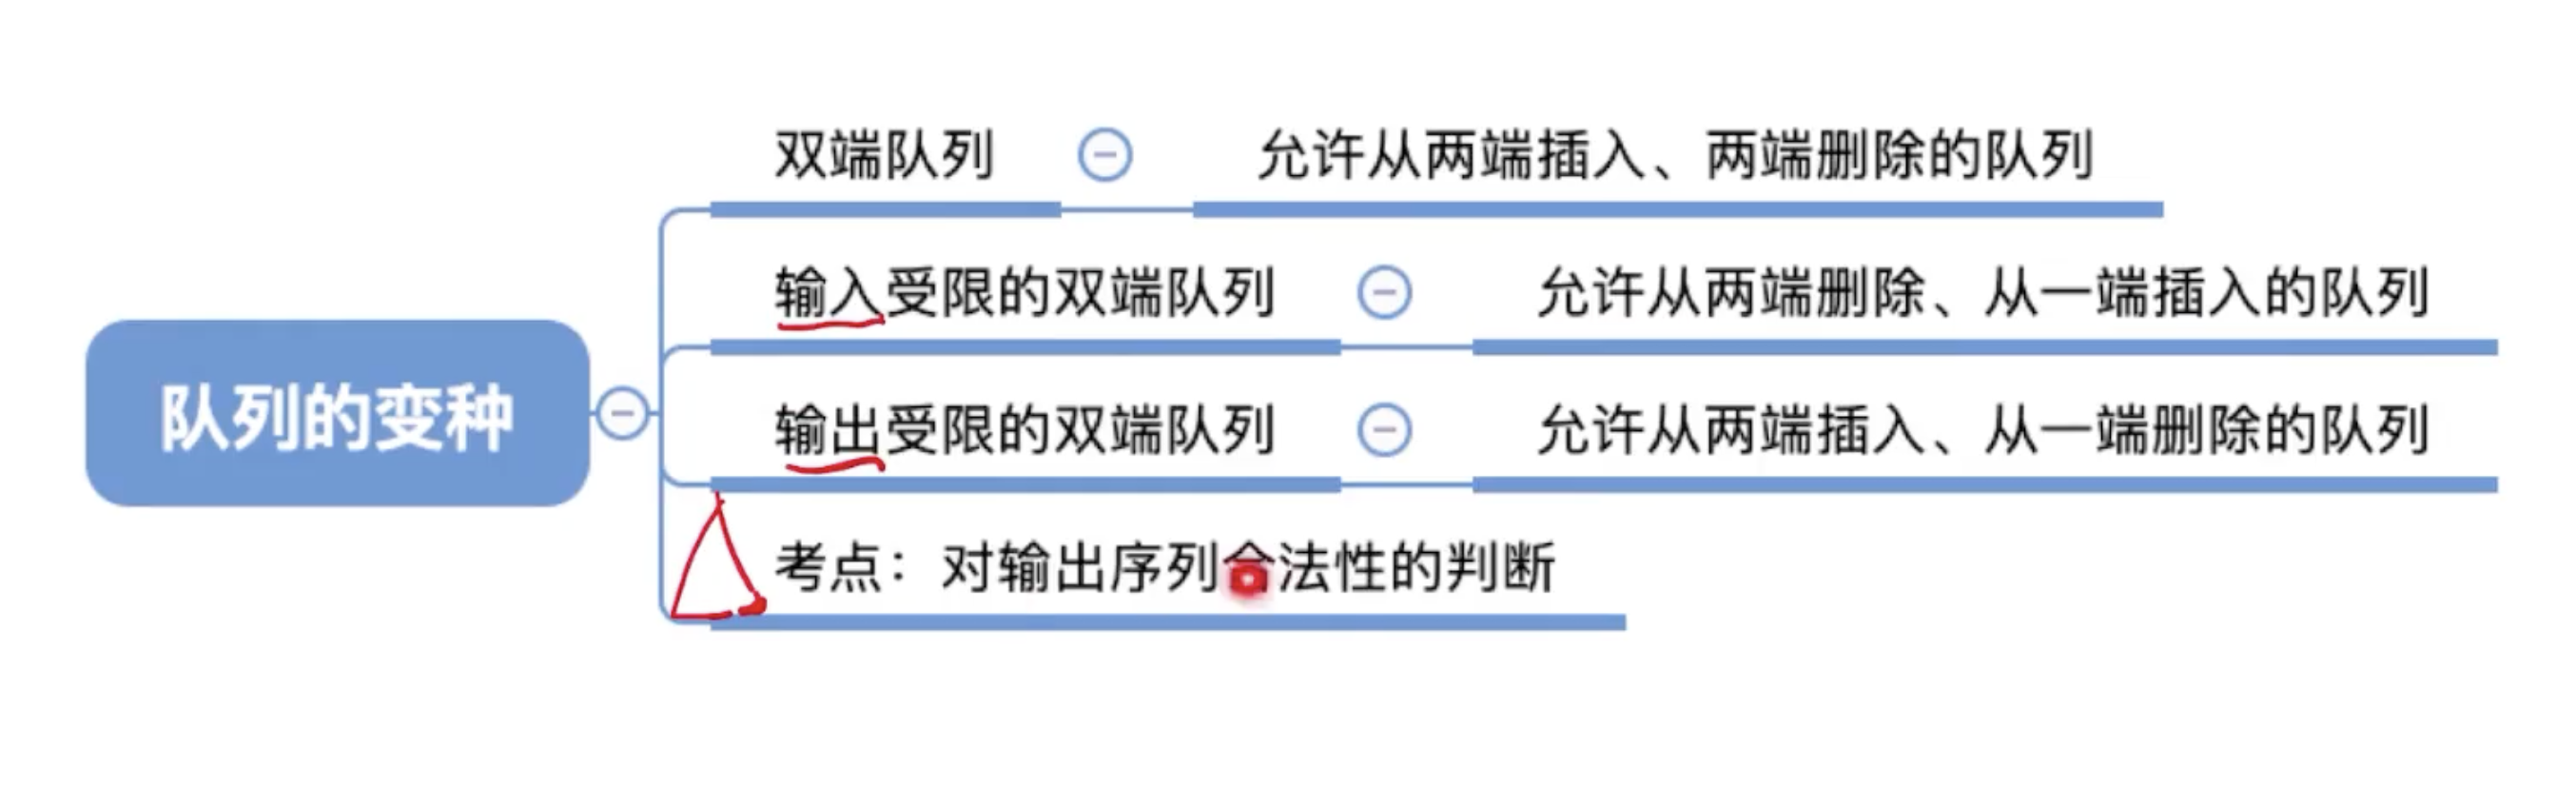 双端队列
允许从两端插入、两端删除的队列
输入受限的双端队列
允许从两端删除、从一端插入的队列
队列的变种
输出受限的双端队列
允许从两端插入、从一端删除的队列
考点：对输出序列合法性的判断